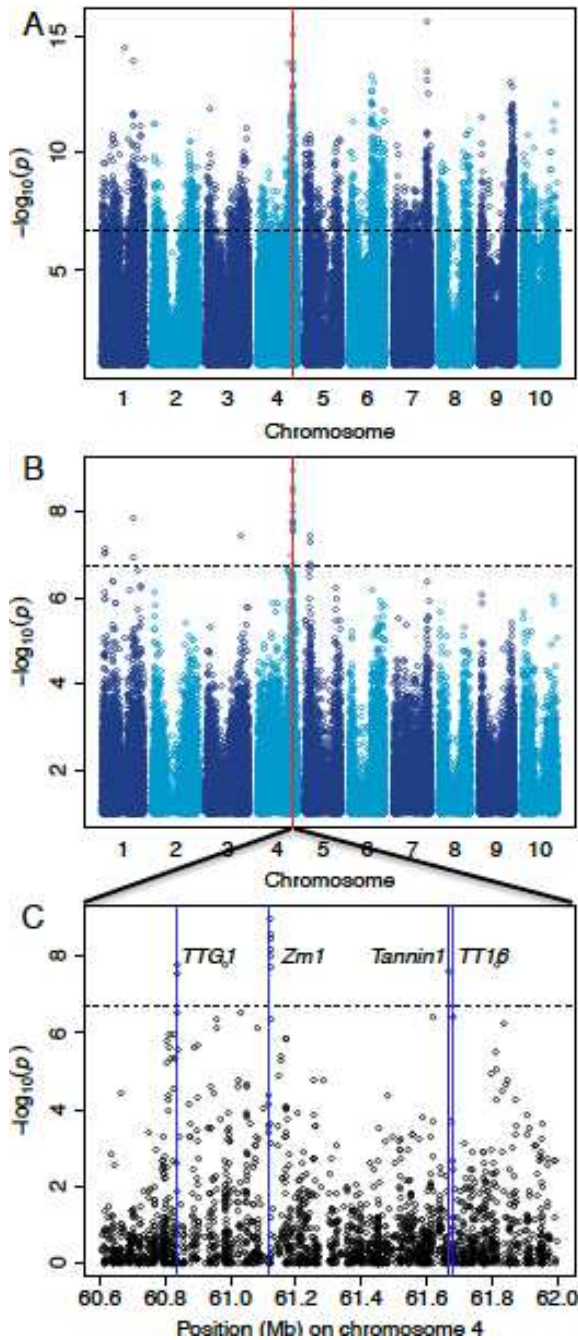 A
15
10
5
−log₁₀(p)
1 2 3 4 5 6 7 8 9 10
Chromosome
B
8
6
4
2
−log₁₀(p)
1 2 3 4 5 6 7 8 9 10
Chromosome
C
TTG1 Zm1 Tannin1 TT16
8
6
4
2
0
−log₁₀(p)
60.6 60.8 61.0 61.2 61.4 61.6 61.8 62.0
Position (Mb) on chromosome 4